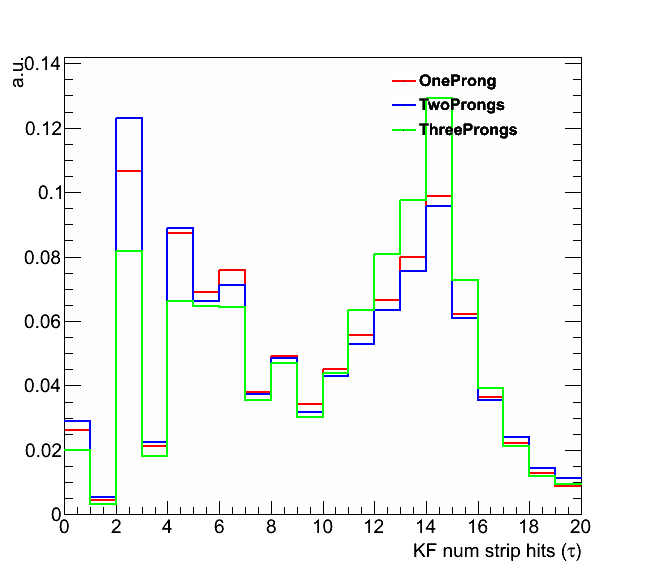 a.u.
0.14
0.12
0.1
0.08
0.06
0.04
0.02
0
OneProng
TwoProngs
ThreeProngs
0 2 4 6 8 10 12 14 16 18 20
KF num strip hits (τ)